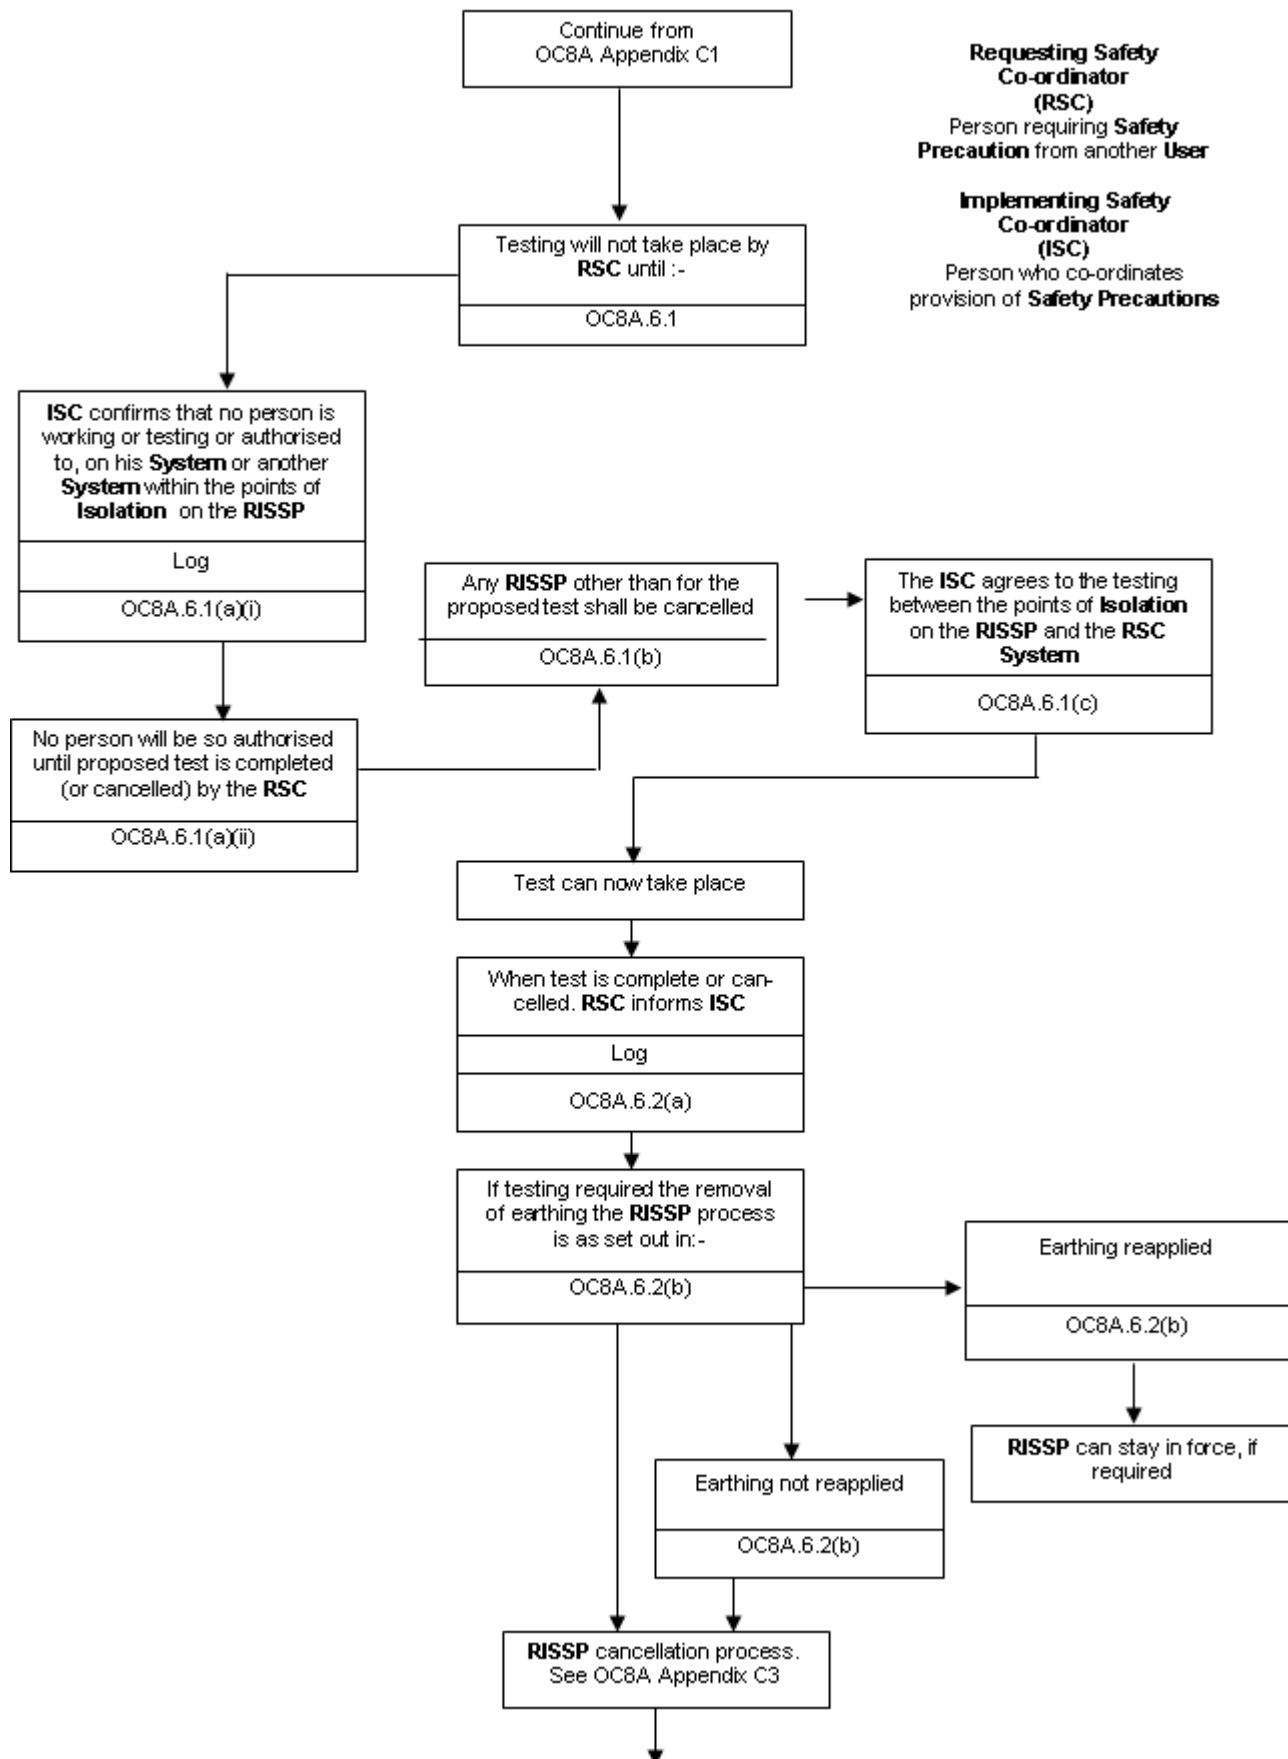 Continue from
OC8A Appendix C1
Requesting Safety
Co-ordinator
(RSC)
Person requiring Safety
Precaution from another User
Implementing Safety
Co-ordinator
(ISC)
Person who co-ordinates
provision of Safety Precautions
Testing will not take place by
RSC until :-
OC8A.6.1
ISC confirms that no person is
working or testing or authorised
to, on his System or another
System within the points of
Isolation on the RISSP
Log
OC8A.6.1(a)(i)
No person will be so authorised
until proposed test is completed
(or cancelled) by the RSC
OC8A.6.1(a)(ii)
Any RISSP other than for the
proposed test shall be cancelled
OC8A.6.1(b)
The ISC agrees to the testing
between the points of Isolation
on the RISSP and the RSC
System
OC8A.6.1(c)
Test can now take place
When test is complete or can-
celled. RSC informs ISC
Log
OC8A.6.2(a)
If testing required the removal
of earthing the RISSP process
is as set out in:-
OC8A.6.2(b)
Earthing reapplied
OC8A.6.2(b)
RISSP can stay in force, if
required
Earthing not reapplied
OC8A.6.2(b)
RISSP cancellation process.
See OC8A Appendix C3